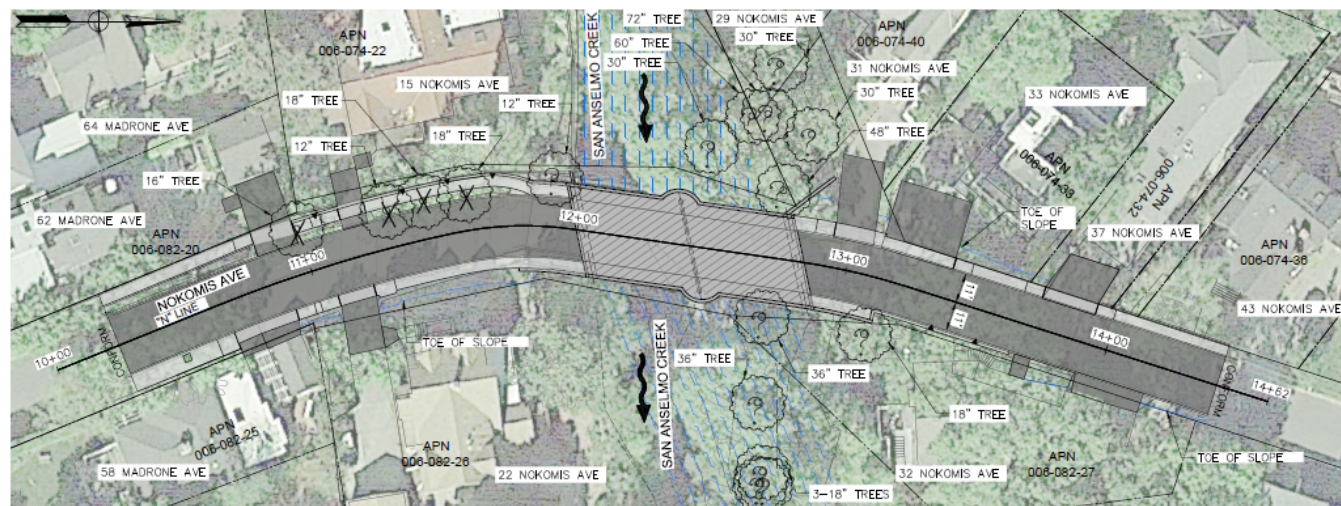 72" TREE
29 NOKOMIS AVE
APN
006-074-22
60" TREE
30" TREE
APN
006-074-40
SAN ANSELMO CREEK
30" TREE
31 NOKOMIS AVE
15 NOKOMIS AVE
30" TREE
33 NOKOMIS AVE
18" TREE
12" TREE
64 MADRONE AVE
18" TREE
48" TREE
12" TREE
APN
006-074-38
16" TREE
APN
006-074-32
62 MADRONE AVE
12+00
TOE OF
SLOPE
APN
006-082-20
37 NOKOMIS AVE
11+00
13+00
APN
006-074-36
NOKOMIS AVE
"N" LINE
11'
11'
43 NOKOMIS AVE
10+00
CONFORM
TOE OF SLOPE
14+00
36" TREE
SAN ANSELMO CREEK
36" TREE
CONFORM
14+62
18" TREE
APN
006-082-25
APN
006-082-26
APN
006-082-27
TOE OF SLOPE
58 MADRONE AVE
22 NOKOMIS AVE
32 NOKOMIS AVE
3-18" TREES